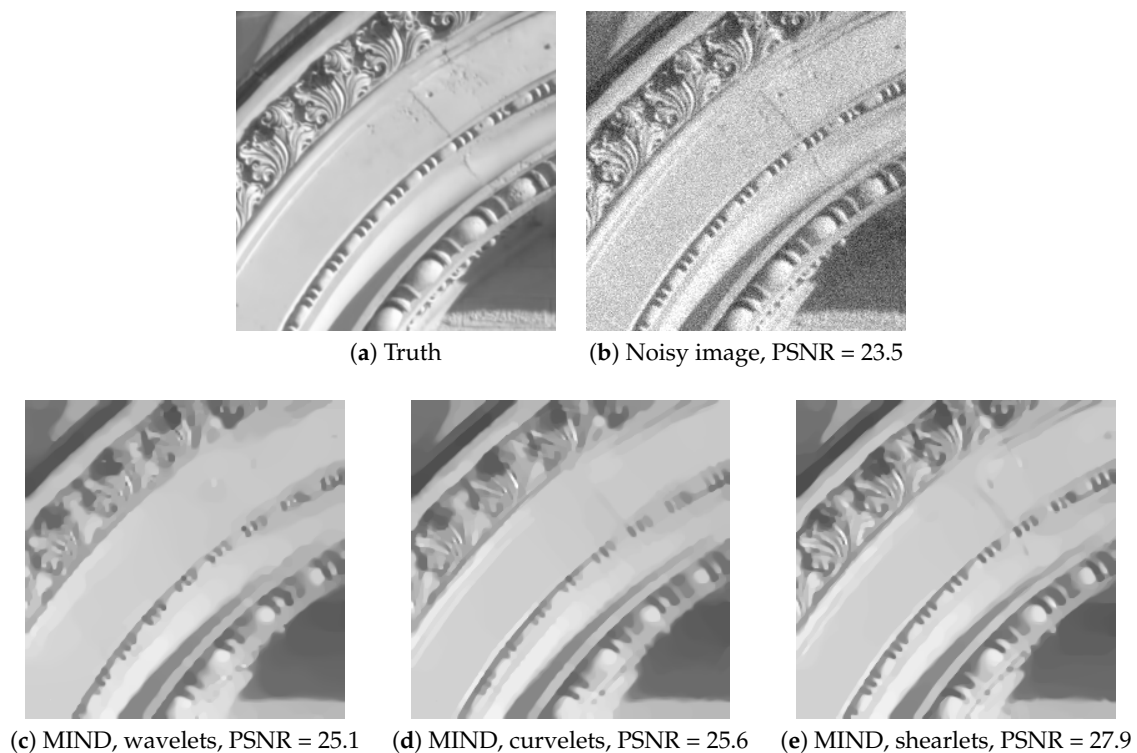 (a) Truth
(b) Noisy image, PSNR = 23.5
(c) MIND, wavelets, PSNR = 25.1
(d) MIND, curvelets, PSNR = 25.6
(e) MIND, shearlets, PSNR = 27.9